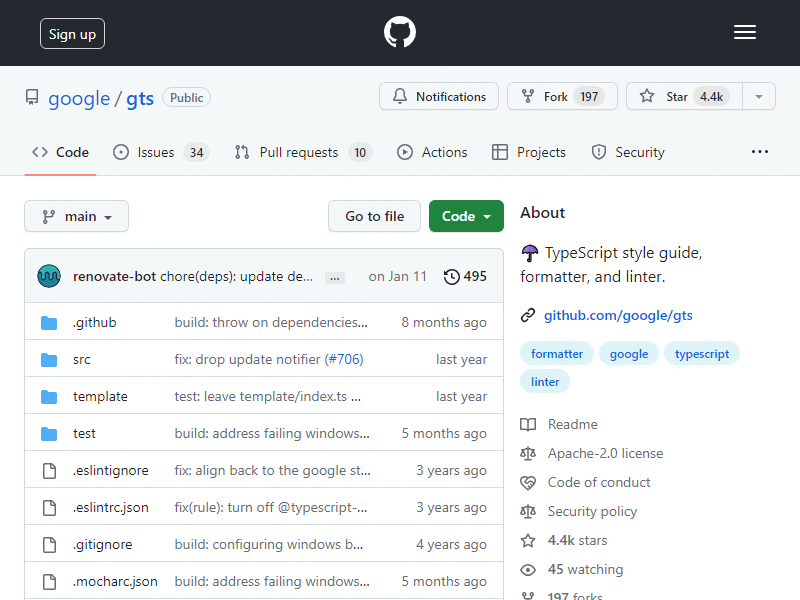 Sign up
google / gts Public
Notifications
Fork 197
Star 4.4k
Code
Issues 34
Pull requests 10
Actions
Projects
Security
main
Go to file
Code
renovate-bot chore(deps): update de... ... on Jan 11 495
.github build: throw on dependencies... 8 months ago
src fix: drop update notifier (#706) last year
template test: leave template/index.ts ... last year
test build: address failing windows... 5 months ago
.eslintignore fix: align back to the google st... 3 years ago
.eslintrc.json fix(rule): turn off @typescript-... 3 years ago
.gitignore build: configuring windows b... 4 years ago
.mocharc.json build: address failing windows... 5 months ago
About
TypeScript style guide,
formatter, and linter.
github.com/google/gts
formatter google typescript
linter
Readme
Apache-2.0 license
Code of conduct
Security policy
4.4k stars
45 watching
197 forks